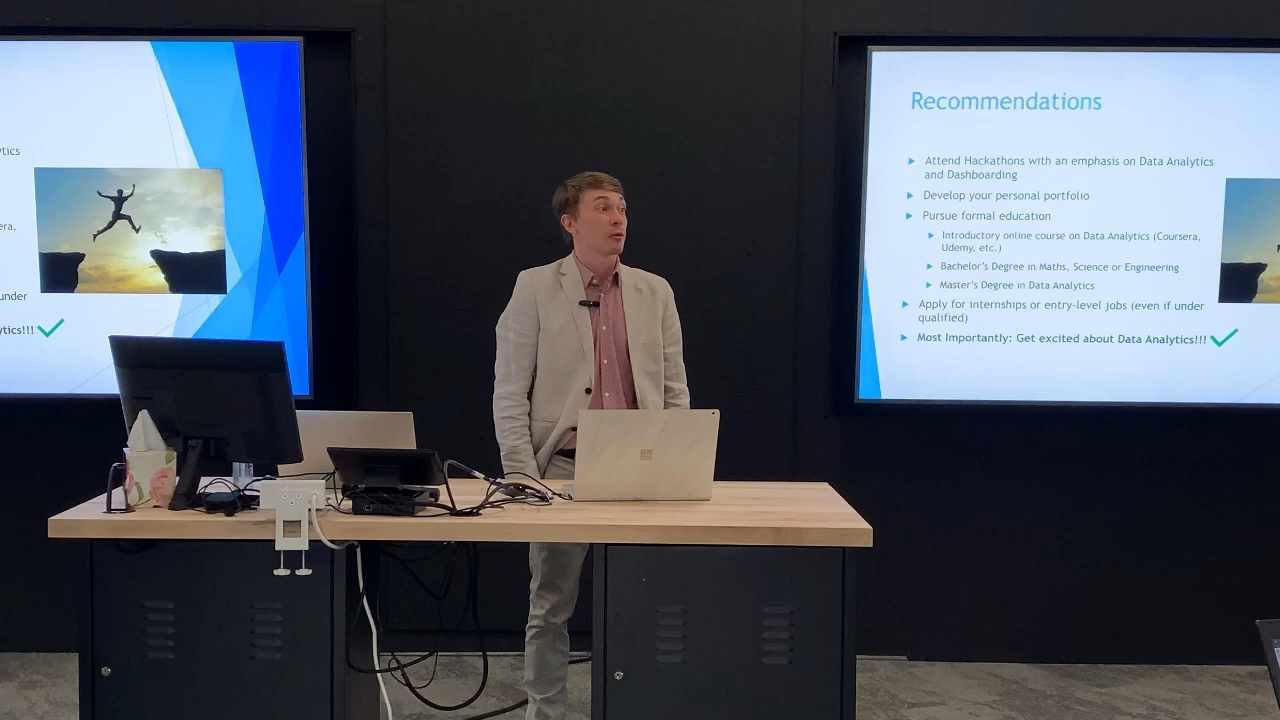 ytics
era,
under
ytics!!!
Recommendations
Attend Hackathons with an emphasis on Data Analytics
and Dashboarding
Develop your personal portfolio
Pursue formal education
Introductory online course on Data Analytics (Coursera,
Udemy, etc.)
Bachelor's Degree in Maths, Science or Engineering
Master's Degree in Data Analytics
Apply for internships or entry-level jobs (even if under
qualified)
Most Importantly: Get excited about Data Analytics!!!